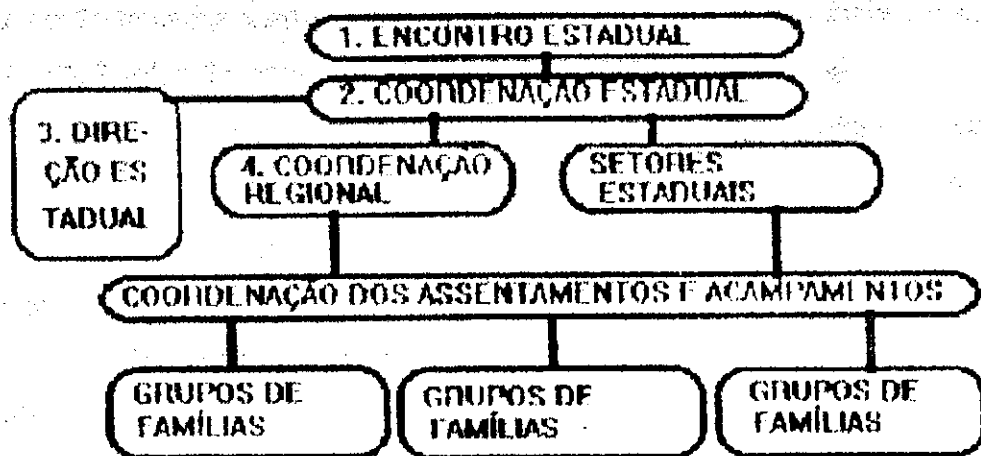 1. ENCONTRO ESTADUAL
2. COORDENAÇÃO ESTADUAL
3. DIRE-
ÇÃO ES
TADUAL
4. COORDENAÇÃO
REGIONAL
SETORES
ESTADUAIS
COORDENAÇÃO DOS ASSENTAMENTOS E ACAMPAMENTOS
GRUPOS DE
FAMÍLIAS
GRUPOS DE
FAMÍLIAS
GRUPOS DE
FAMÍLIAS